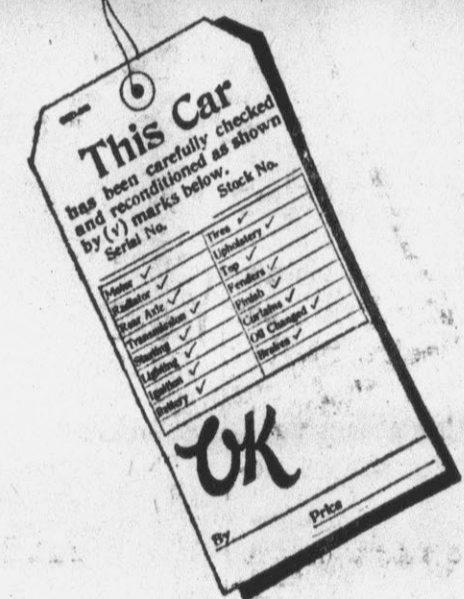 This Car
has been carefully checked
and reconditioned as shown
by (√) marks below.
Serial No. Stock No.
Motor √ Tires √
Radiator √ Upholstery √
Rear Axle √ Top √
Transmission √ Fenders √
Starting √ Finish √
Lighting √ Curtains √
Ignition √ Oil Changed √
Battery √ Brakes √
OK
By Price